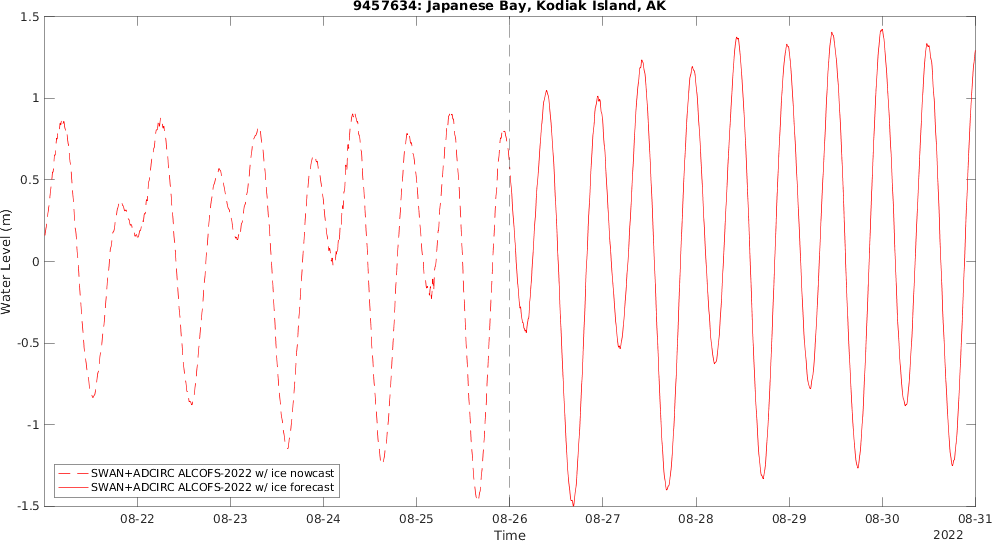 9457634: Japanese Bay, Kodiak Island, AK
1.5
1
0.5
0
-0.5
-1
-1.5
Water Level (m)
SWAN+ADCIRC ALCOFS-2022 w/ ice nowcast
SWAN+ADCIRC ALCOFS-2022 w/ ice forecast
08-22 08-23 08-24 08-25 08-26 08-27 08-28 08-29 08-30 08-31
Time
2022